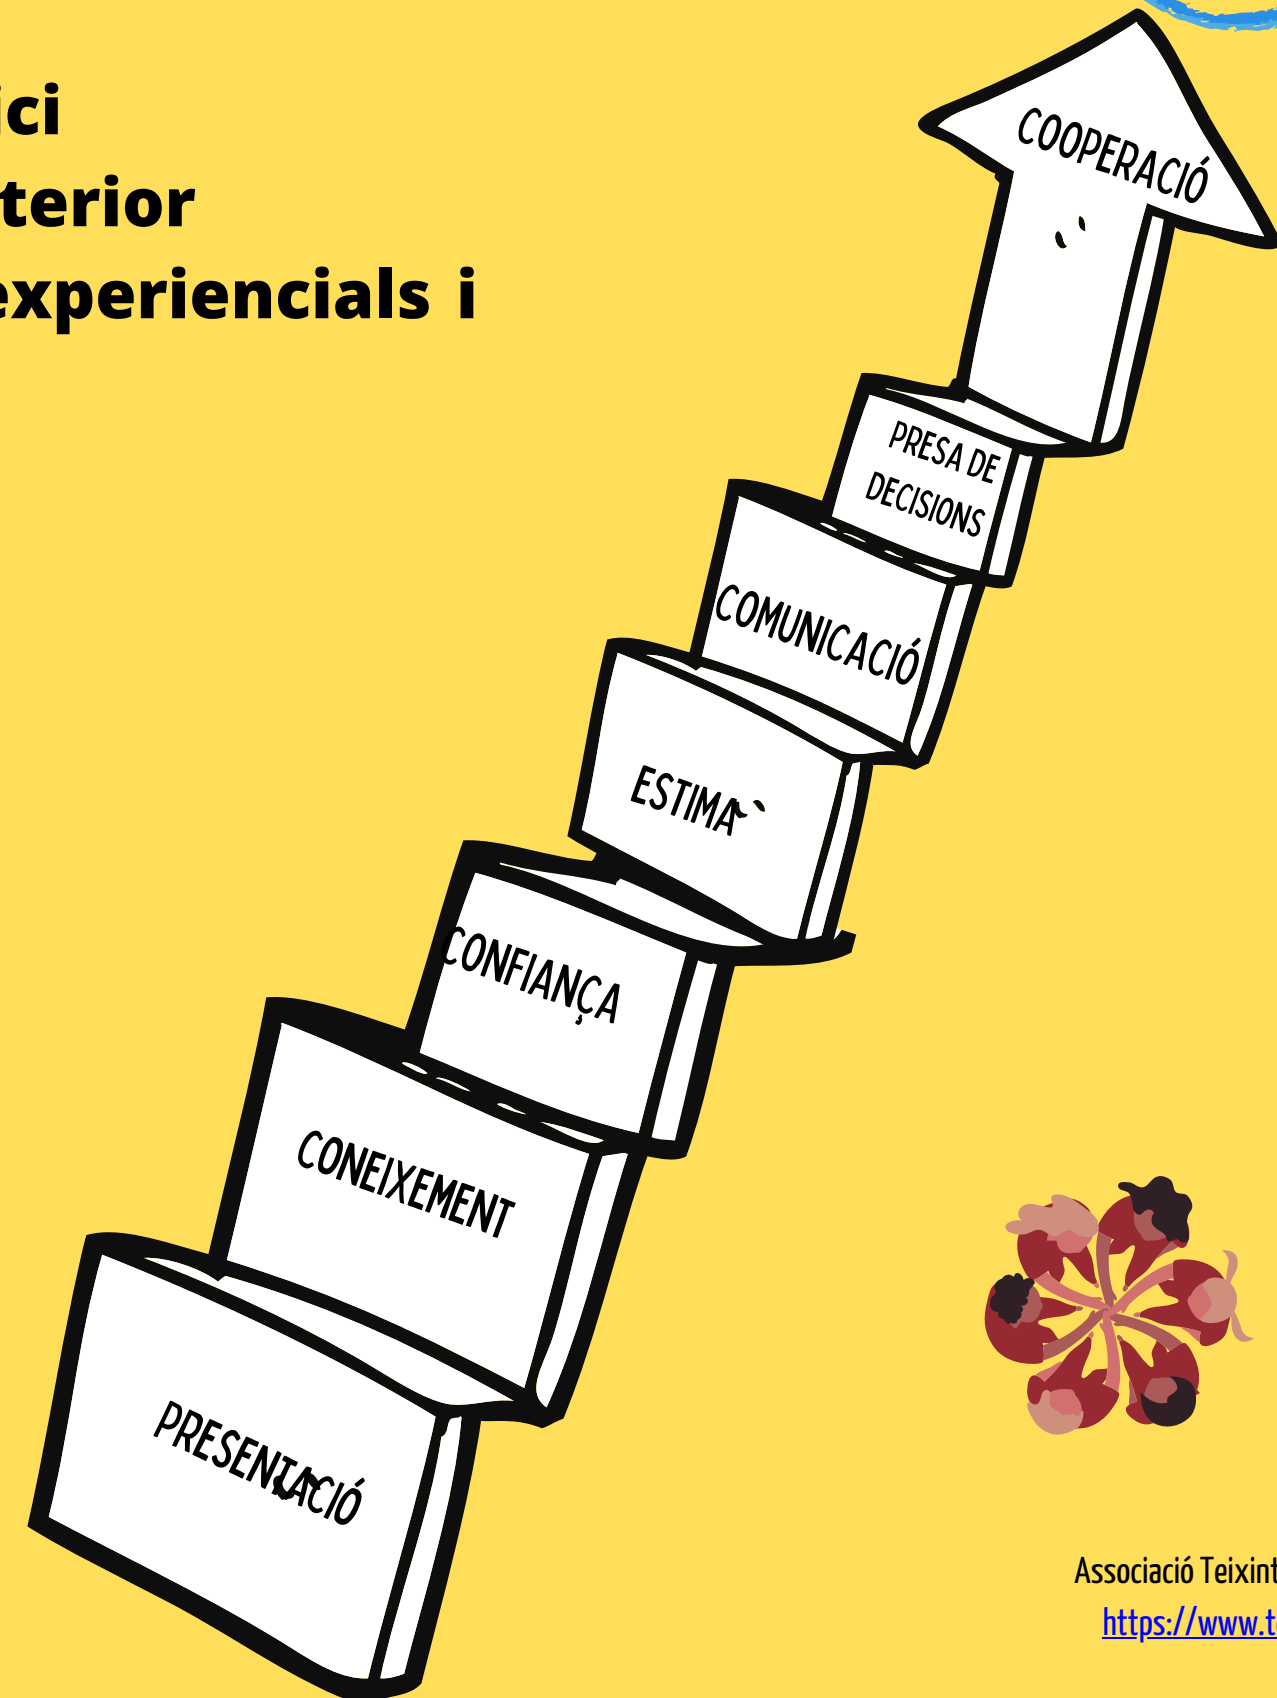 ici
terior
experiencials i
COOPERACIÓ
PRESA DE
DECISIONS
COMUNICACIÓ
ESTIMA
CONFIANÇA
CONEIXEMENT
PRESENTACIÓ
Associació Teixint
https://www.t